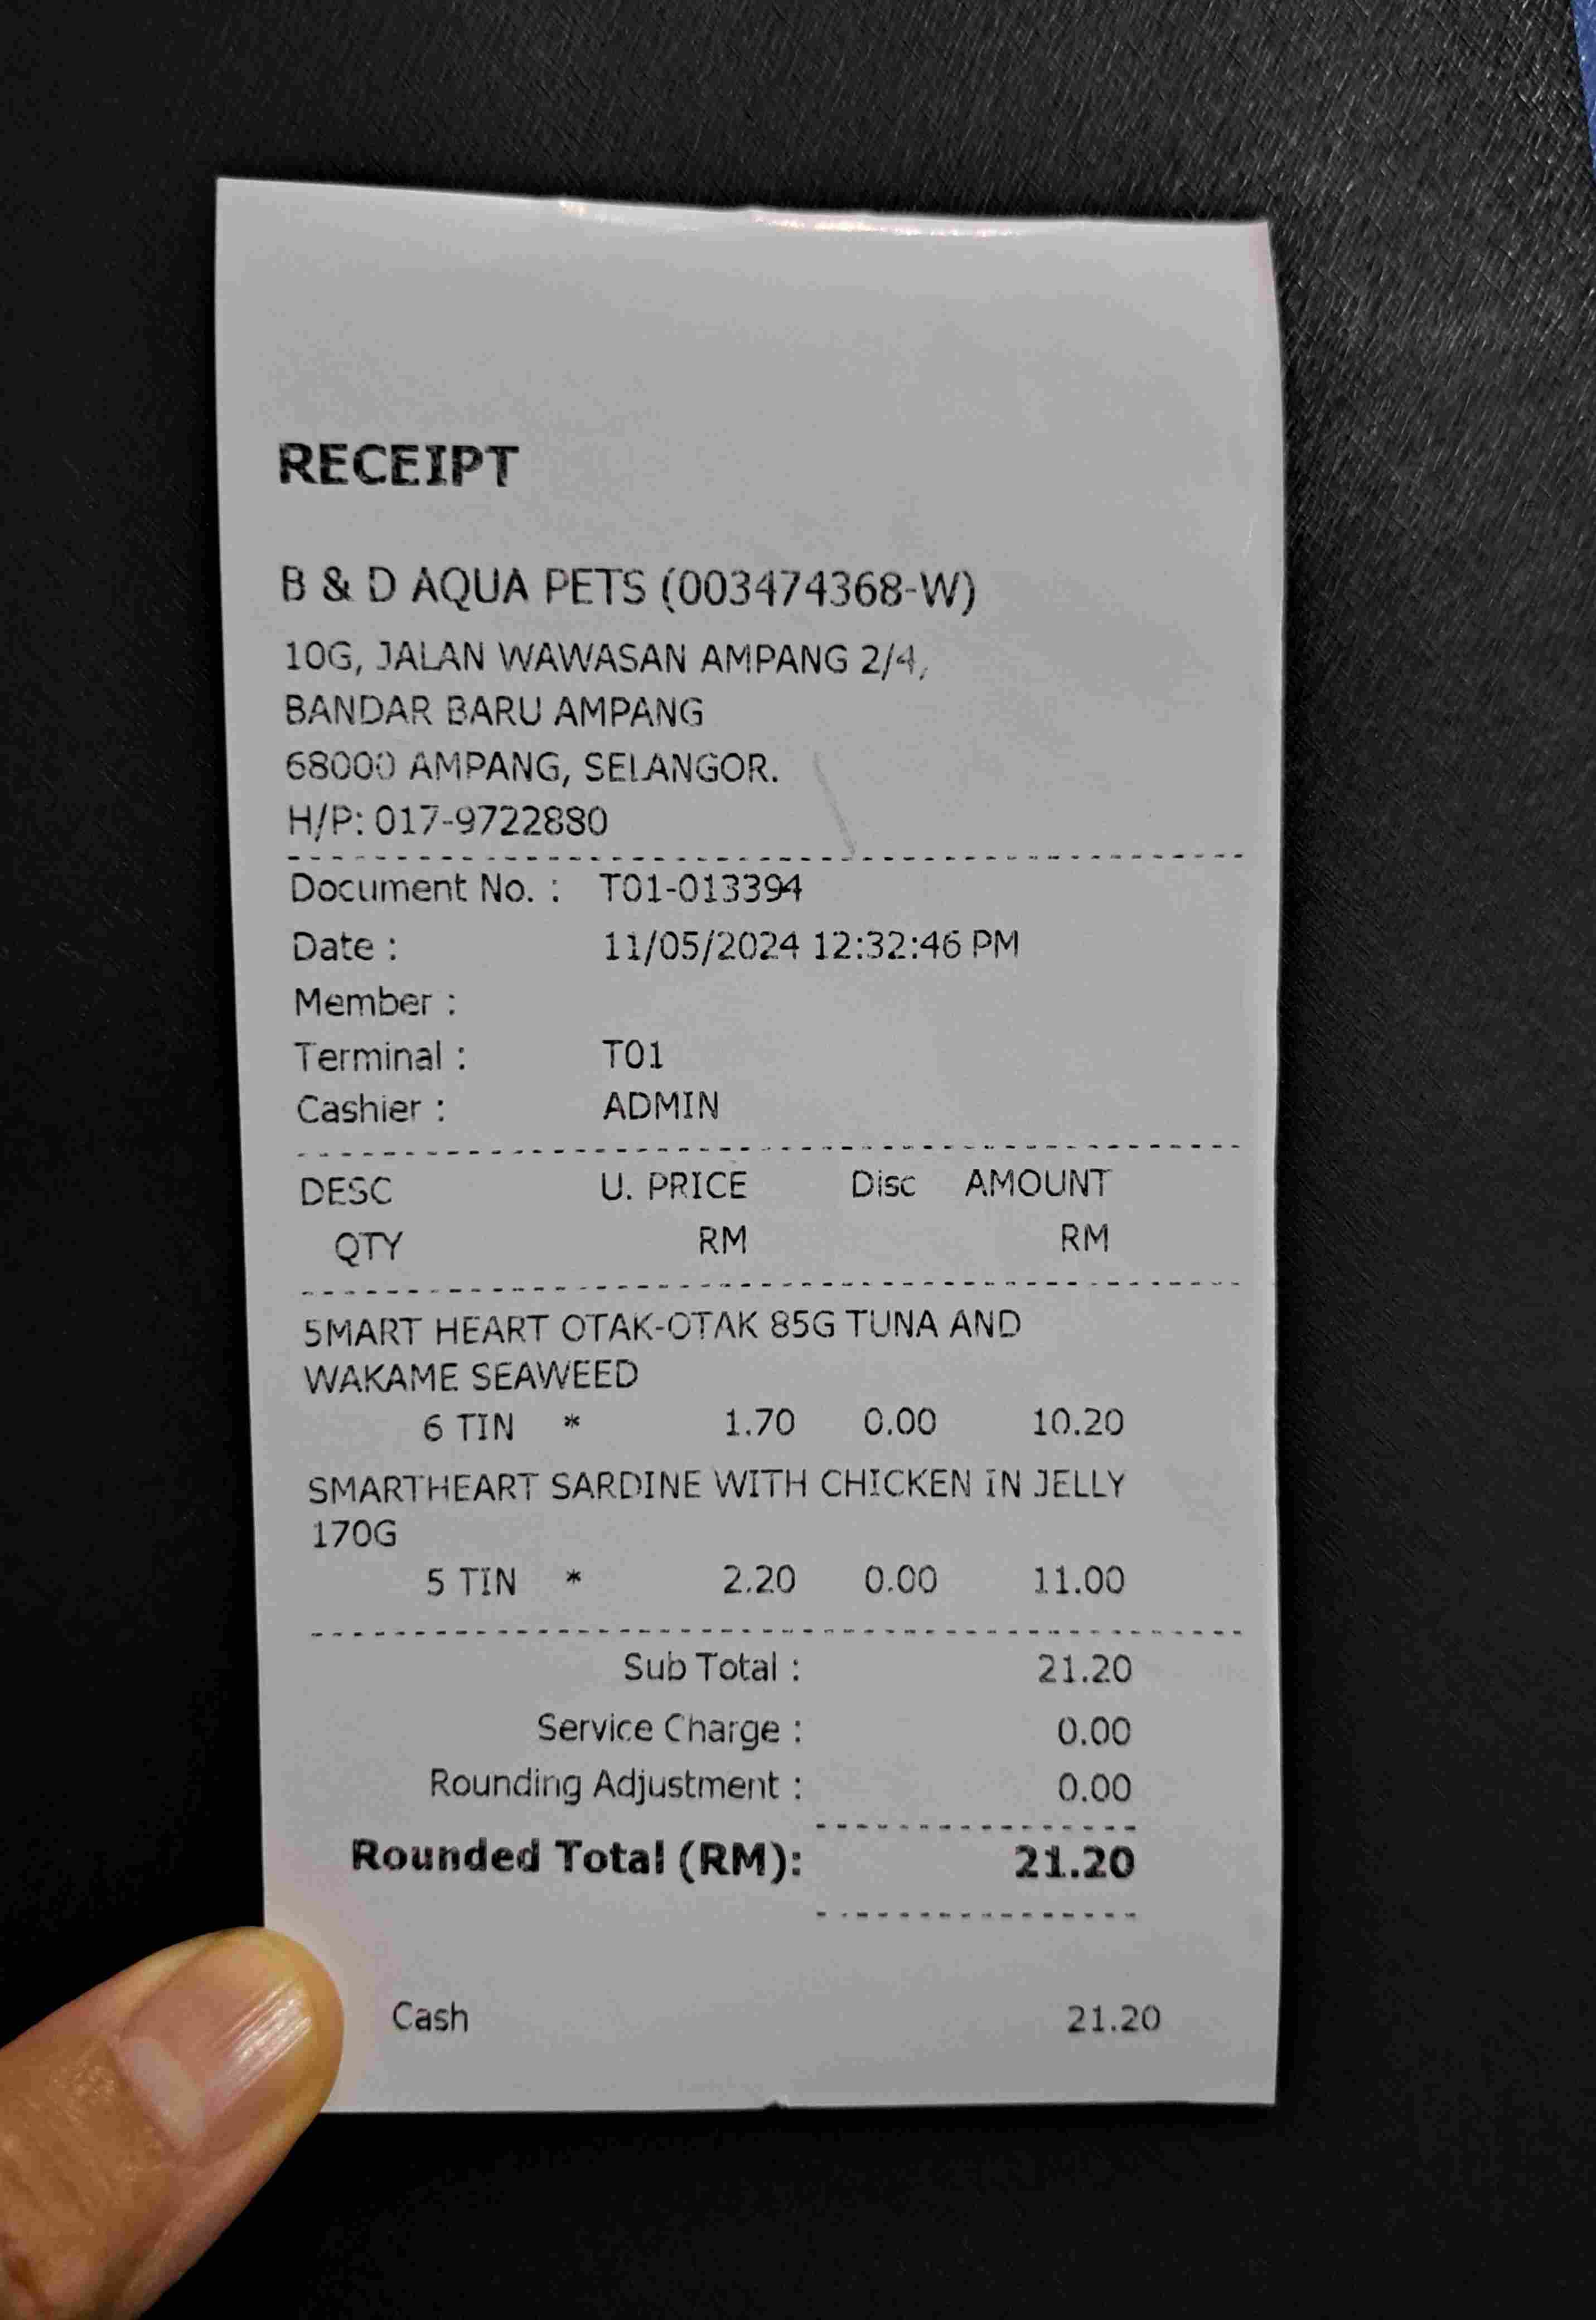 RECEIPT
B & D AQUA PETS (003474368-W)
10G, JALAN WAWASAN AMPANG 2/4,
BANDAR BARU AMPANG
68000 AMPANG, SELANGOR.
H/P: 017-9722880
Document No. : T01-013394
Date : 11/05/2024 12:32:46 PM
Member :
Terminal : T01
Cashier : ADMIN
DESC U. PRICE Disc AMOUNT
QTY RM RM
SMART HEART OTAK-OTAK 85G TUNA AND
WAKAME SEAWEED
6 TIN * 1.70 0.00 10.20
SMARTHEART SARDINE WITH CHICKEN IN JELLY
170G
5 TIN * 2.20 0.00 11.00
Sub Total : 21.20
Service Charge : 0.00
Rounding Adjustment : 0.00
Rounded Total (RM): 21.20
Cash 21.20